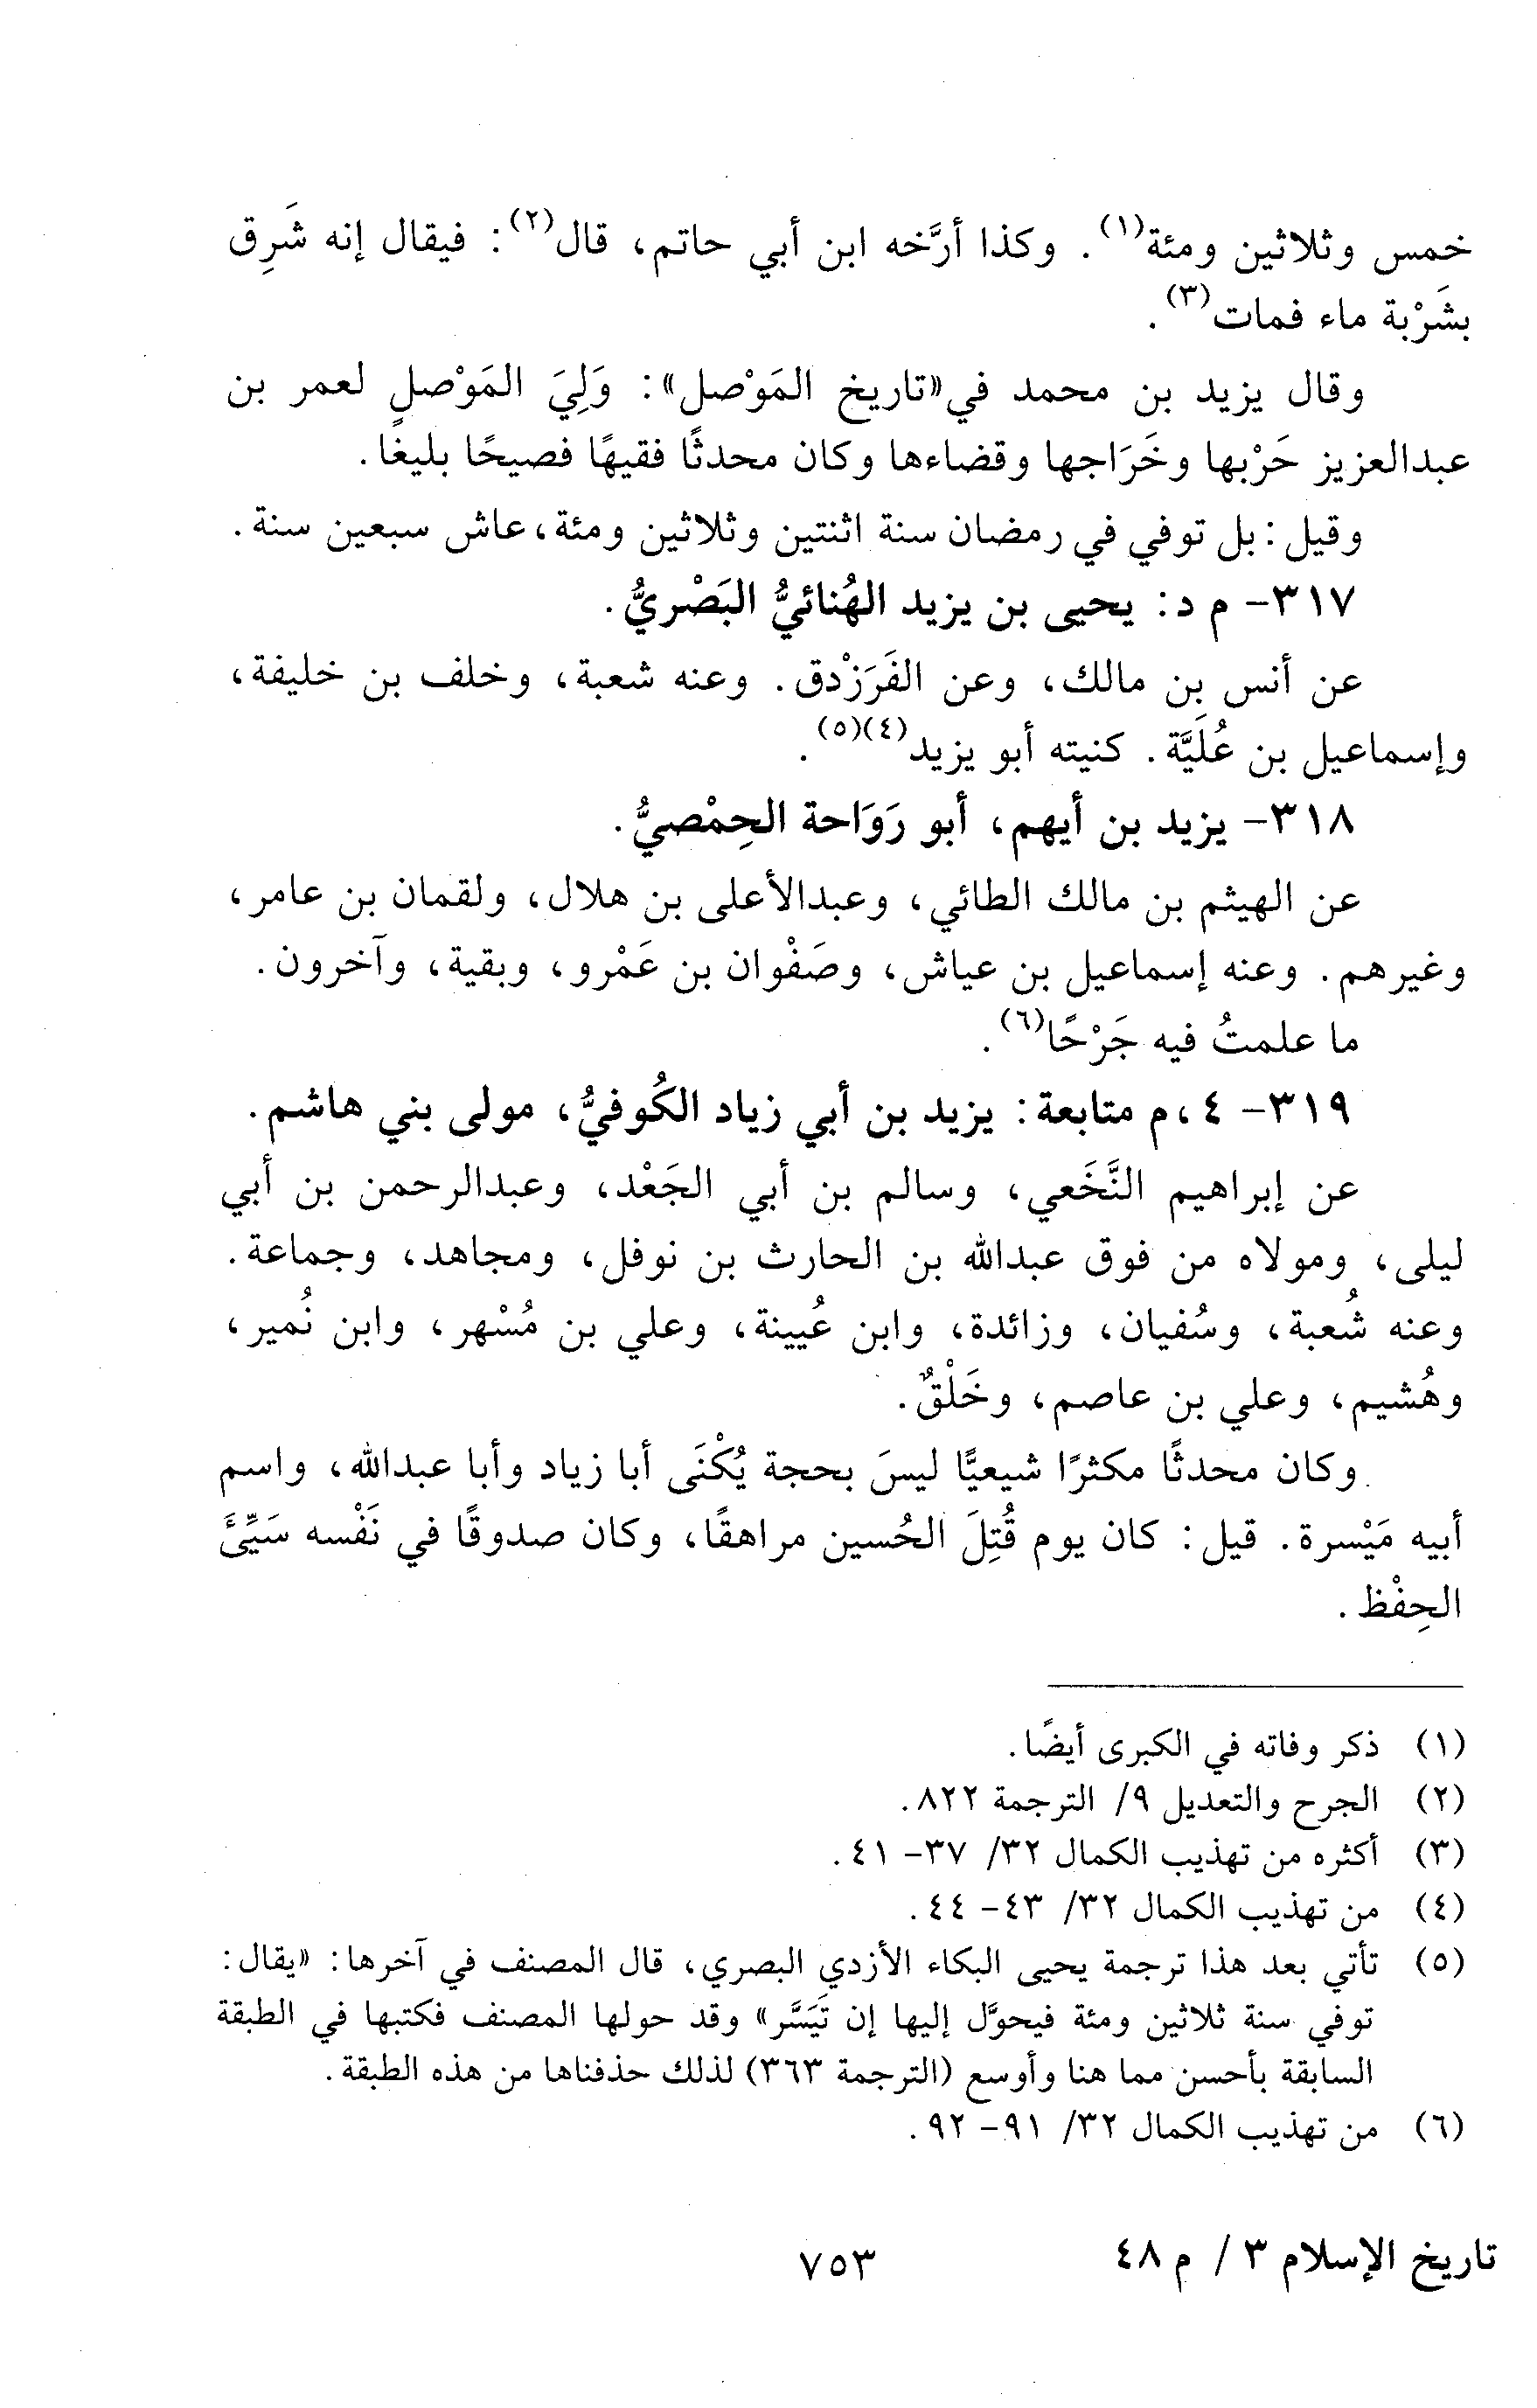 خمس وثلاثين ومئة(١). وكذا أرَّخه ابن أبي حاتم، قال(٢): فيقال إنه شَرِق
بشَرْبة ماء فمات(٣).
وقال يزيد بن محمد في «تاريخ المَوْصل»: وَلِيَ المَوْصل لعمر بن
عبدالعزيز حَرْبها وخَرَاجها وقضاءها وكان محدثًا فقيهًا فصيحًا بليغًا.
وقيل: بل توفي في رمضان سنة اثنتين وثلاثين ومئة، عاش سبعين سنة.
٣١٧- م د: يحيى بن يزيد الهُنائيُّ البَصْريُّ.
عن أنس بن مالك، وعن الفَرَزْدق. وعنه شعبة، وخلف بن خليفة،
وإسماعيل بن عُلَيَّة. كنيته أبو يزيد(٤)(٥).
٣١٨- يزيد بن أيهم، أبو رَوَاحة الحِمْصيُّ.
عن الهيثم بن مالك الطائي، وعبدالأعلى بن هلال، ولقمان بن عامر،
وغيرهم. وعنه إسماعيل بن عياش، وصَفْوان بن عَمْرو، وبقية، وآخرون.
ما علمتُ فيه جَرْحًا(٦).
٣١٩- ٤، م متابعة: يزيد بن أبي زياد الكُوفيُّ، مولى بني هاشم.
عن إبراهيم النَّخَعي، وسالم بن أبي الجَعْد، وعبدالرحمن بن أبي
ليلى، ومولاه من فوق عبدالله بن الحارث بن نوفل، ومجاهد، وجماعة.
وعنه شُعبة، وسُفيان، وزائدة، وابن عُيينة، وعلي بن مُسْهر، وابن نُمير،
وهُشيم، وعلي بن عاصم، وخَلْقٌ.
وكان محدثًا مكثرًا شيعيًّا ليسَ بحجة يُكْنَى أبا زياد وأبا عبدالله، واسم
أبيه مَيْسرة. قيل: كان يوم قُتِلَ الحُسين مراهقًا، وكان صدوقًا في نَفْسه سَيِّئَ
الحِفْظ.
(١) ذكر وفاته في الكبرى أيضًا.
(٢) الجرح والتعديل ٩/ الترجمة ٨٢٢.
(٣) أكثره من تهذيب الكمال ٣٢/ ٣٧- ٤١.
(٤) من تهذيب الكمال ٣٢/ ٤٣- ٤٤.
(٥) تأتي بعد هذا ترجمة يحيى البكاء الأزدي البصري، قال المصنف في آخرها: «يقال:
توفي سنة ثلاثين ومئة فيحوَّل إليها إن تَيَسَّر» وقد حولها المصنف فكتبها في الطبقة
السابقة بأحسن مما هنا وأوسع (الترجمة ٣٦٣) لذلك حذفناها من هذه الطبقة.
(٦) من تهذيب الكمال ٣٢/ ٩١- ٩٢.
تاريخ الإسلام ٣ / م ٤٨
٧٥٣